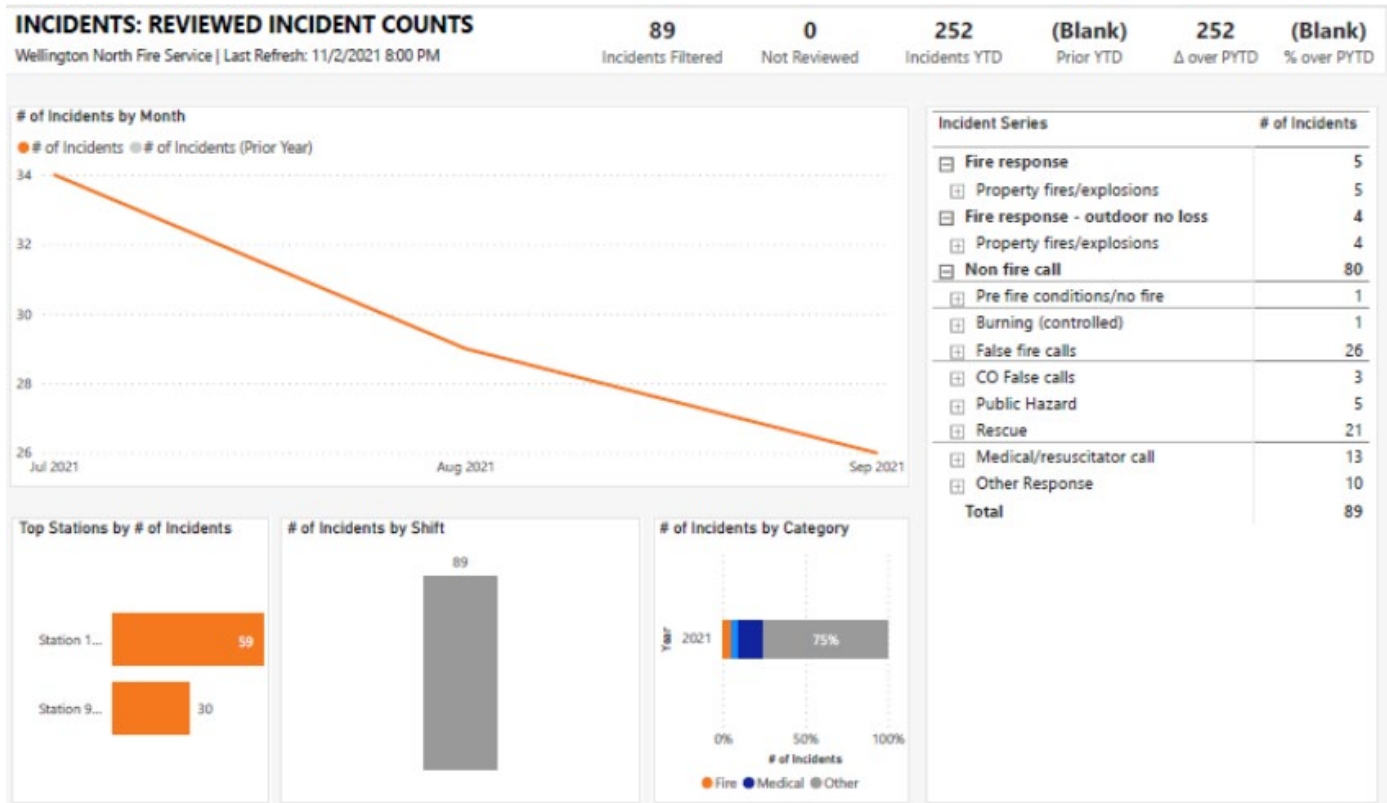 INCIDENTS: REVIEWED INCIDENT COUNTS
Wellington North Fire Service | Last Refresh: 11/2/2021 8:00 PM
89
Incidents Filtered
0
Not Reviewed
252
Incidents YTD
(Blank)
Prior YTD
252
Δ over PYTD
(Blank)
% over PYTD
# of Incidents by Month
# of Incidents # of Incidents (Prior Year)
34
32
30
28
26
Jul 2021 Aug 2021 Sep 2021
Top Stations by # of Incidents
Station 1... 59
Station 9... 30
# of Incidents by Shift
89
# of Incidents by Category
Year 2021 75%
0% 50% 100%
# of Incidents
Fire Medical Other
Incident Series # of Incidents
Fire response 5
Property fires/explosions 5
Fire response - outdoor no loss 4
Property fires/explosions 4
Non fire call 80
Pre fire conditions/no fire 1
Burning (controlled) 1
False fire calls 26
CO False calls 3
Public Hazard 5
Rescue 21
Medical/resuscitator call 13
Other Response 10
Total 89